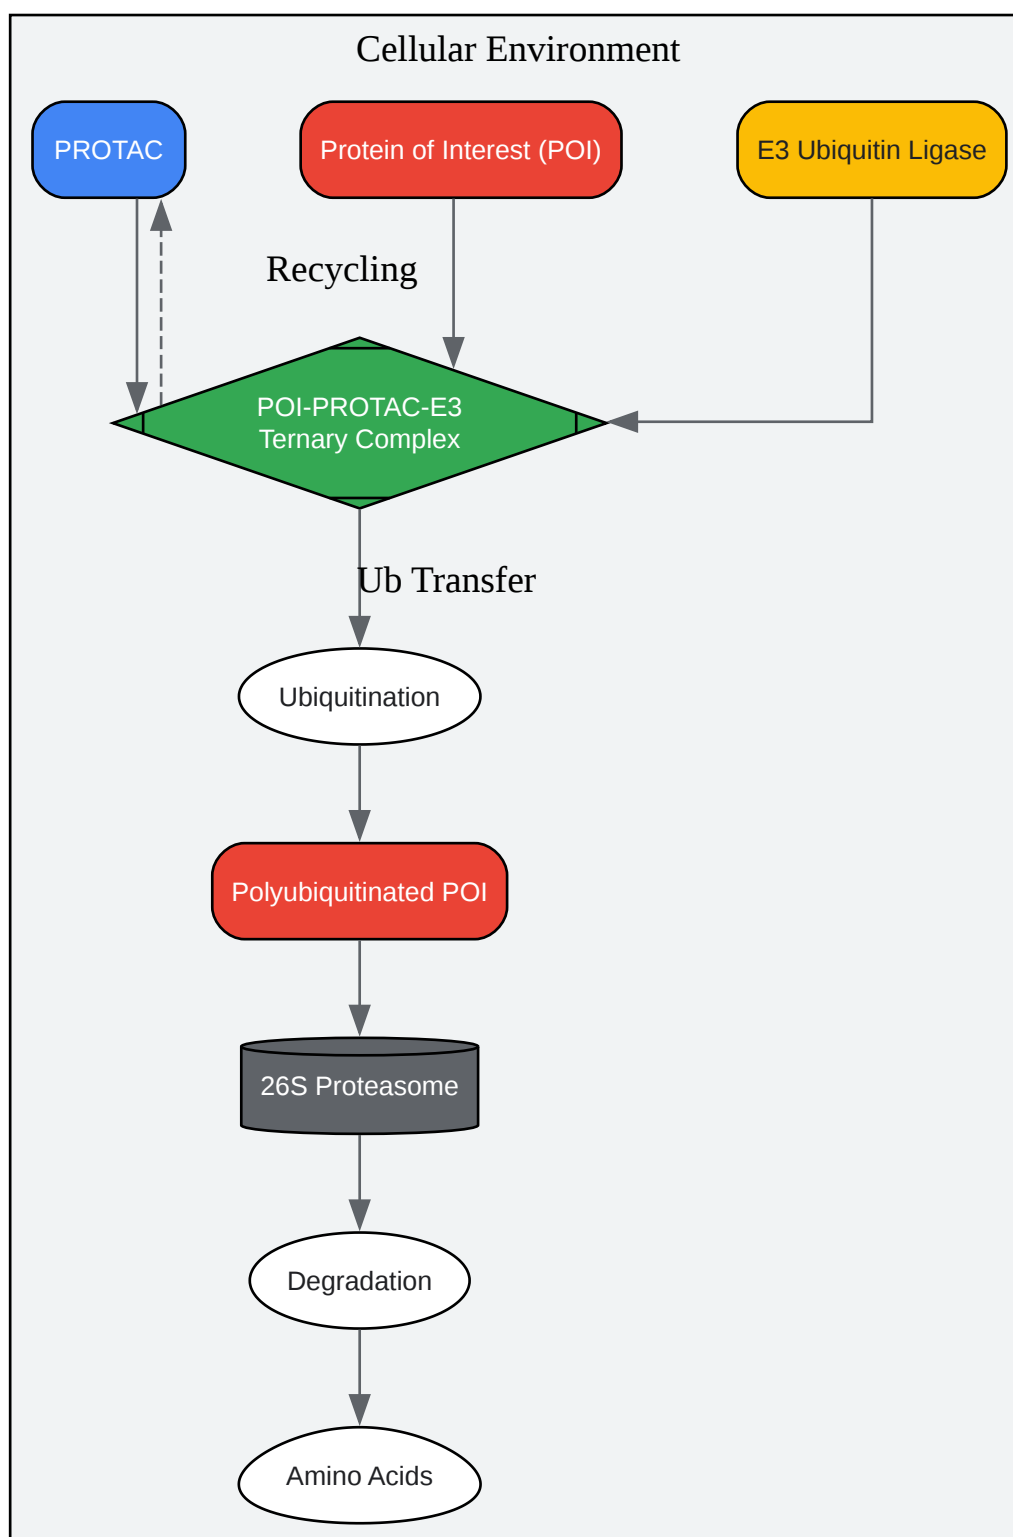 Cellular Environment
PROTAC
Protein of Interest (POI)
E3 Ubiquitin Ligase
Recycling
POI-PROTAC-E3
Ternary Complex
Ub Transfer
Ubiquitination
Polyubiquitinated POI
26S Proteasome
Degradation
Amino Acids